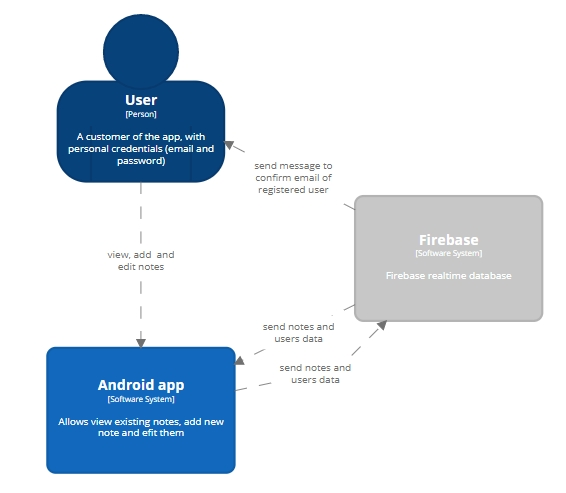 User
[Person]
A customer of the app, with
personal credentials (email and
password)
send message to
confirm email of
registered user
Firebase
[Software System]
Firebase realtime database
view, add and
edit notes
send notes and
users data
send notes and
users data
Android app
[Software System]
Allows view existing notes, add new
note and efit them